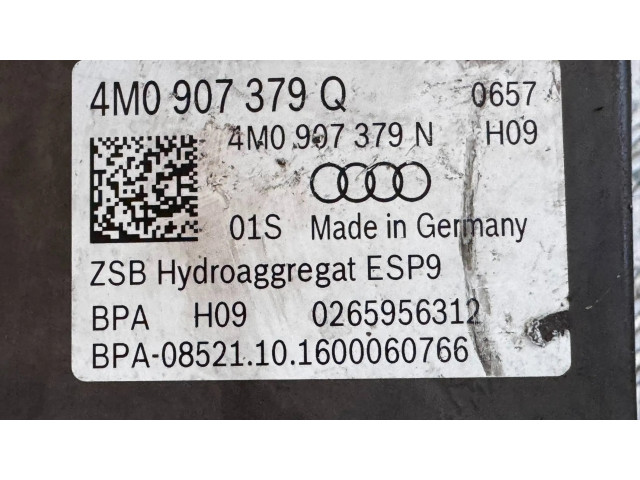 4M0 907 379 Q 0657
4M0 907 379 N H09
01S Made in Germany
ZSB Hydroaggregat ESP9
BPA H09 0265956312
BPA-08521.10.1600060766